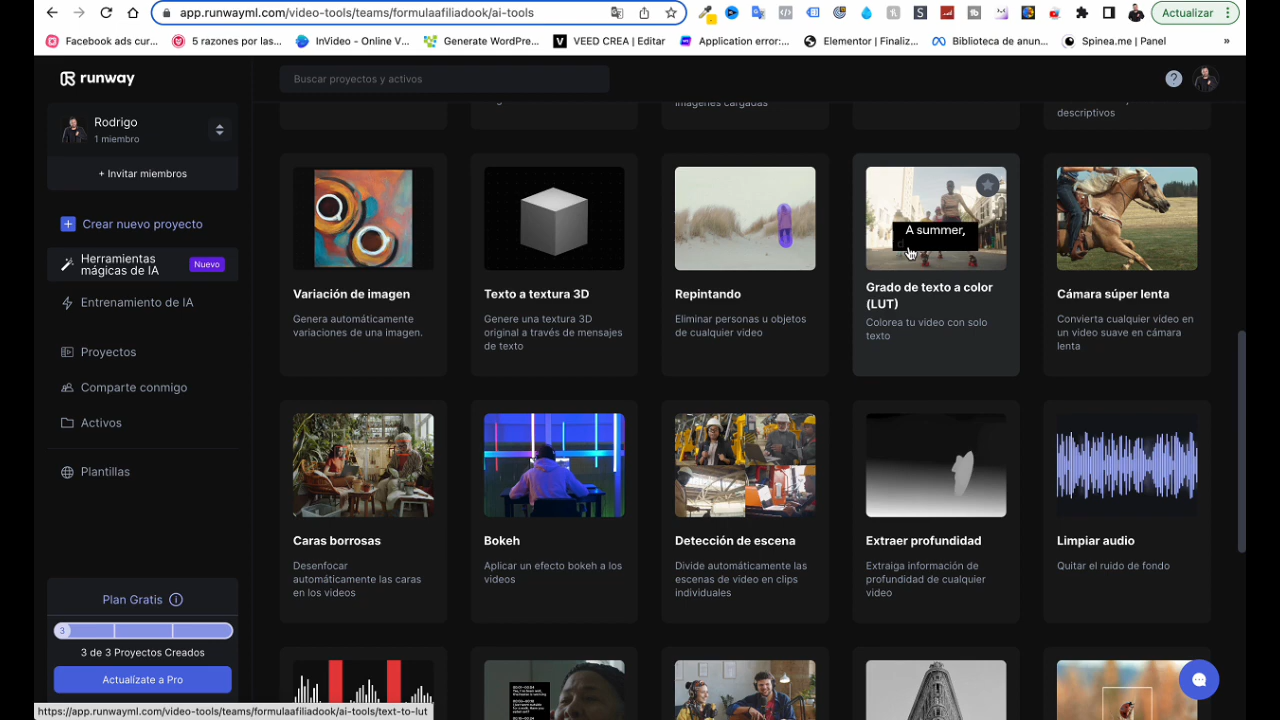 app.runwayml.com/video-tools/teams/formulaafiliadook/ai-tools
Actualizar
Facebook ads cur...
5 razones por las...
InVideo - Online V...
Generate WordPre...
VEED CREA | Editar
Application error:...
Elementor | Finaliz...
Biblioteca de anun...
Spinea.me | Panel
»
runway
Buscar proyectos y activos
Rodrigo
1 miembro
+ Invitar miembros
Crear nuevo proyecto
Herramientas
mágicas de IA
Nuevo
Entrenamiento de IA
Proyectos
Comparte conmigo
Activos
Plantillas
Plan Gratis
3
3 de 3 Proyectos Creados
Actualízate a Pro
https://app.runwayml.com/video-tools/teams/formulaafiliadook/ai-tools/text-to-lut
imágenes cargadas
descriptivos
A summer,
d
Variación de imagen
Genera automáticamente
variaciones de una imagen.
Texto a textura 3D
Genere una textura 3D
original a través de mensajes
de texto
Repintando
Eliminar personas u objetos
de cualquier video
Grado de texto a color
(LUT)
Colorea tu video con solo
texto
Cámara súper lenta
Convierta cualquier video en
un video suave en cámara
lenta
Caras borrosas
Desenfocar
automáticamente las caras
en los videos
Bokeh
Aplicar un efecto bokeh a los
videos
Detección de escena
Divide automáticamente las
escenas de video en clips
individuales
Extraer profundidad
Extraiga información de
profundidad de cualquier
video
Limpiar audio
Quitar el ruido de fondo